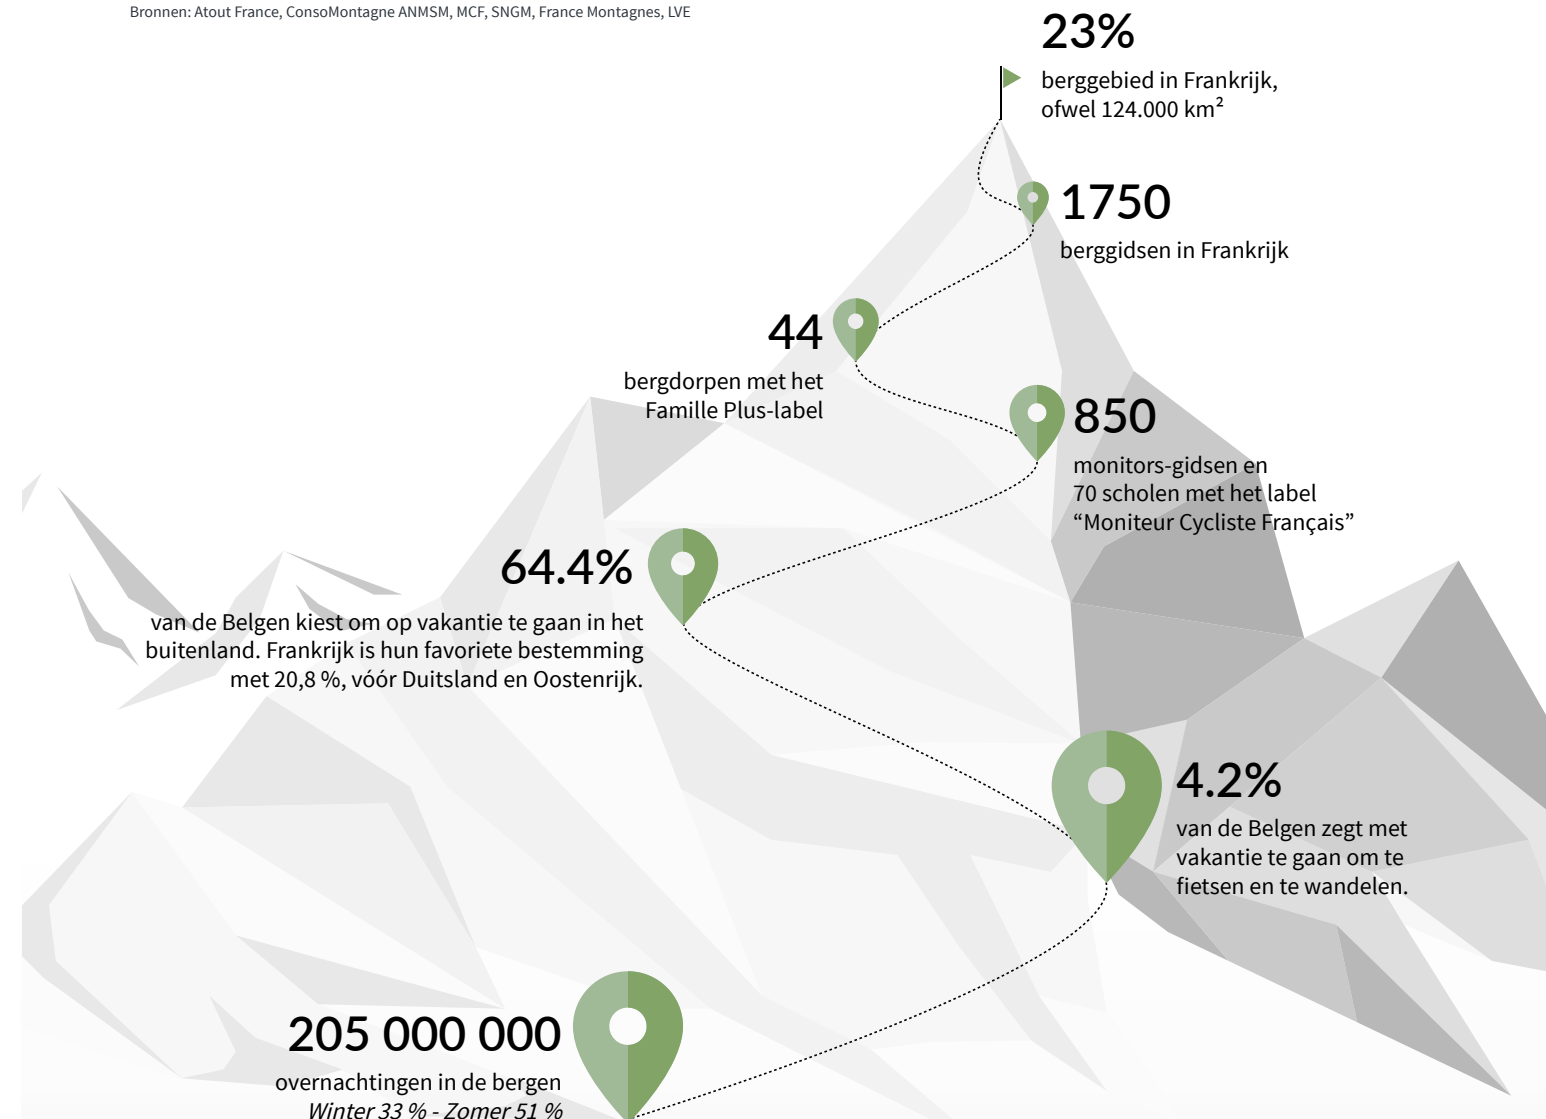 Bronnen: Atout France, ConsoMontagne ANMSM, MCF, SNGM, France Montagnes, LVE
23%
berggebied in Frankrijk,
ofwel 124.000 km²
1750
berggidsen in Frankrijk
44
bergdorpen met het
Famille Plus-label
850
monitors-gidsen en
70 scholen met het label
“Moniteur Cycliste Français”
64.4%
van de Belgen kiest om op vakantie te gaan in het
buitenland. Frankrijk is hun favoriete bestemming
met 20,8 %, vóór Duitsland en Oostenrijk.
4.2%
van de Belgen zegt met
vakantie te gaan om te
fietsen en te wandelen.
205 000 000
overnachtingen in de bergen
Winter 33 % - Zomer 51 %